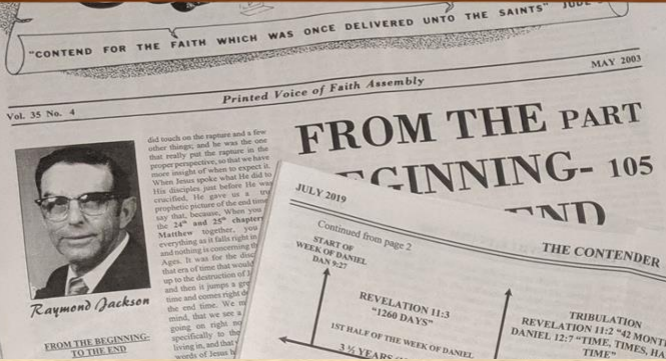 "CONTEND FOR THE FAITH WHICH WAS ONCE DELIVERED UNTO THE SAINTS" JUDE
Vol. 35 No. 4
Printed Voice of Faith Assembly
MAY 2003
Raymond Jackson
FROM THE BEGINNING-
TO THE END
did touch on the rapture and a few
other things; and he was the one
that really put the rapture in the
proper perspective, so that we have
more insight of when to expect it.
When Jesus spoke what He did to
His disciples just before He was
crucified, He gave us a
prophetic picture of the end time
say that, because, When you
the 24th and 25th chapters
Matthew together, you
everything as it falls right in
and nothing is concerning
Ages. It was for the
that era of time that would
up to the destruction of
and then it jumps a
time and comes right
the end time. We
mind, that we see a
going on right
specifically to the
living in, and that
words of Jesus
FROM THE PART
BEGINNING- 105
END
JULY 2019
Continued from page 2
THE CONTENDER
START OF
WEEK OF DANIEL
DAN 9:27
REVELATION 11:3
"1260 DAYS"
1ST HALF OF THE WEEK OF DANIEL
3 ½ YEARS
TRIBULATION
REVELATION 11:2 "42 MONT
DANIEL 12:7 "TIME, TIMES,
TIME"